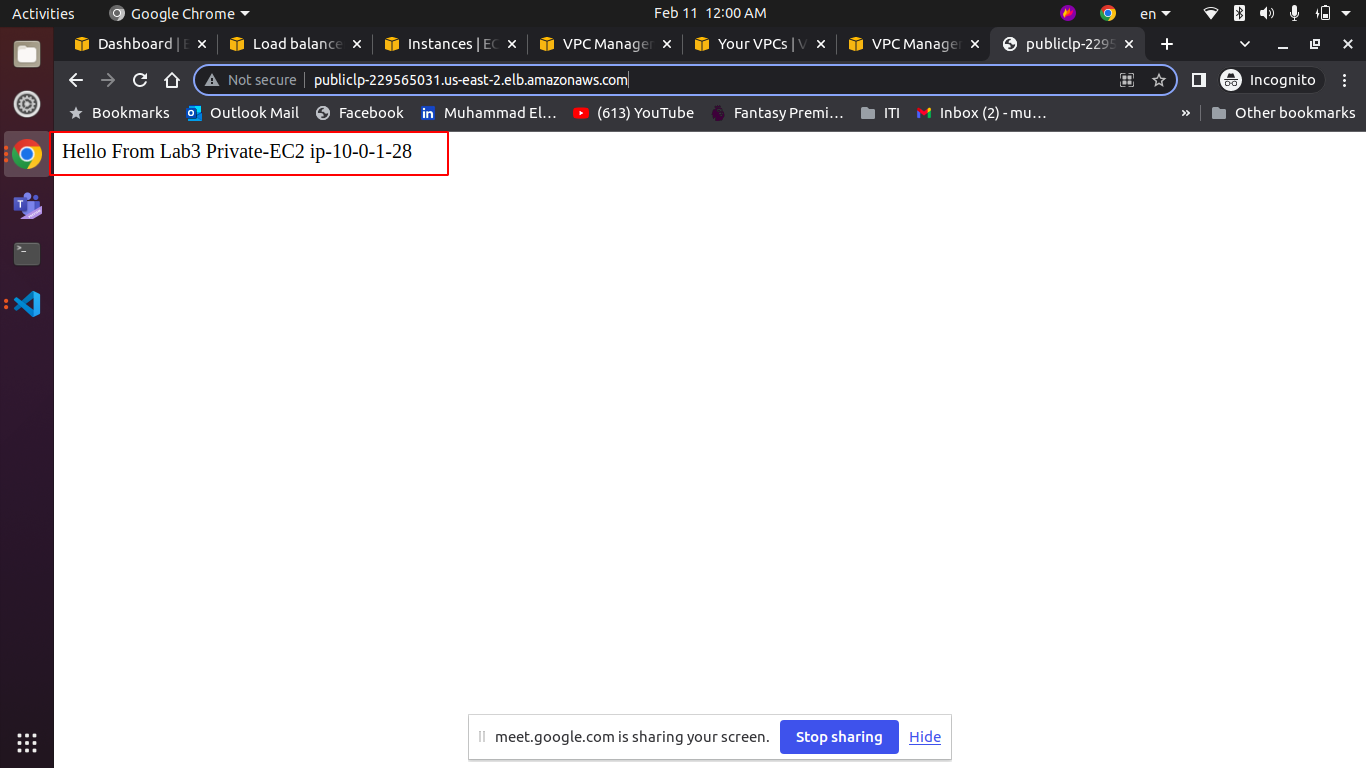 Activities Google Chrome Feb 11 12:00 AM en
Dashboard | E Load balance Instances | EC VPC Manager Your VPCs | V VPC Manager publiclp-2295
Not secure publiclp-229565031.us-east-2.elb.amazonaws.com Incognito
Bookmarks Outlook Mail Facebook Muhammad El... (613) YouTube Fantasy Premi... ITI Inbox (2) - mu... » Other bookmarks
Hello From Lab3 Private-EC2 ip-10-0-1-28
meet.google.com is sharing your screen. Stop sharing Hide